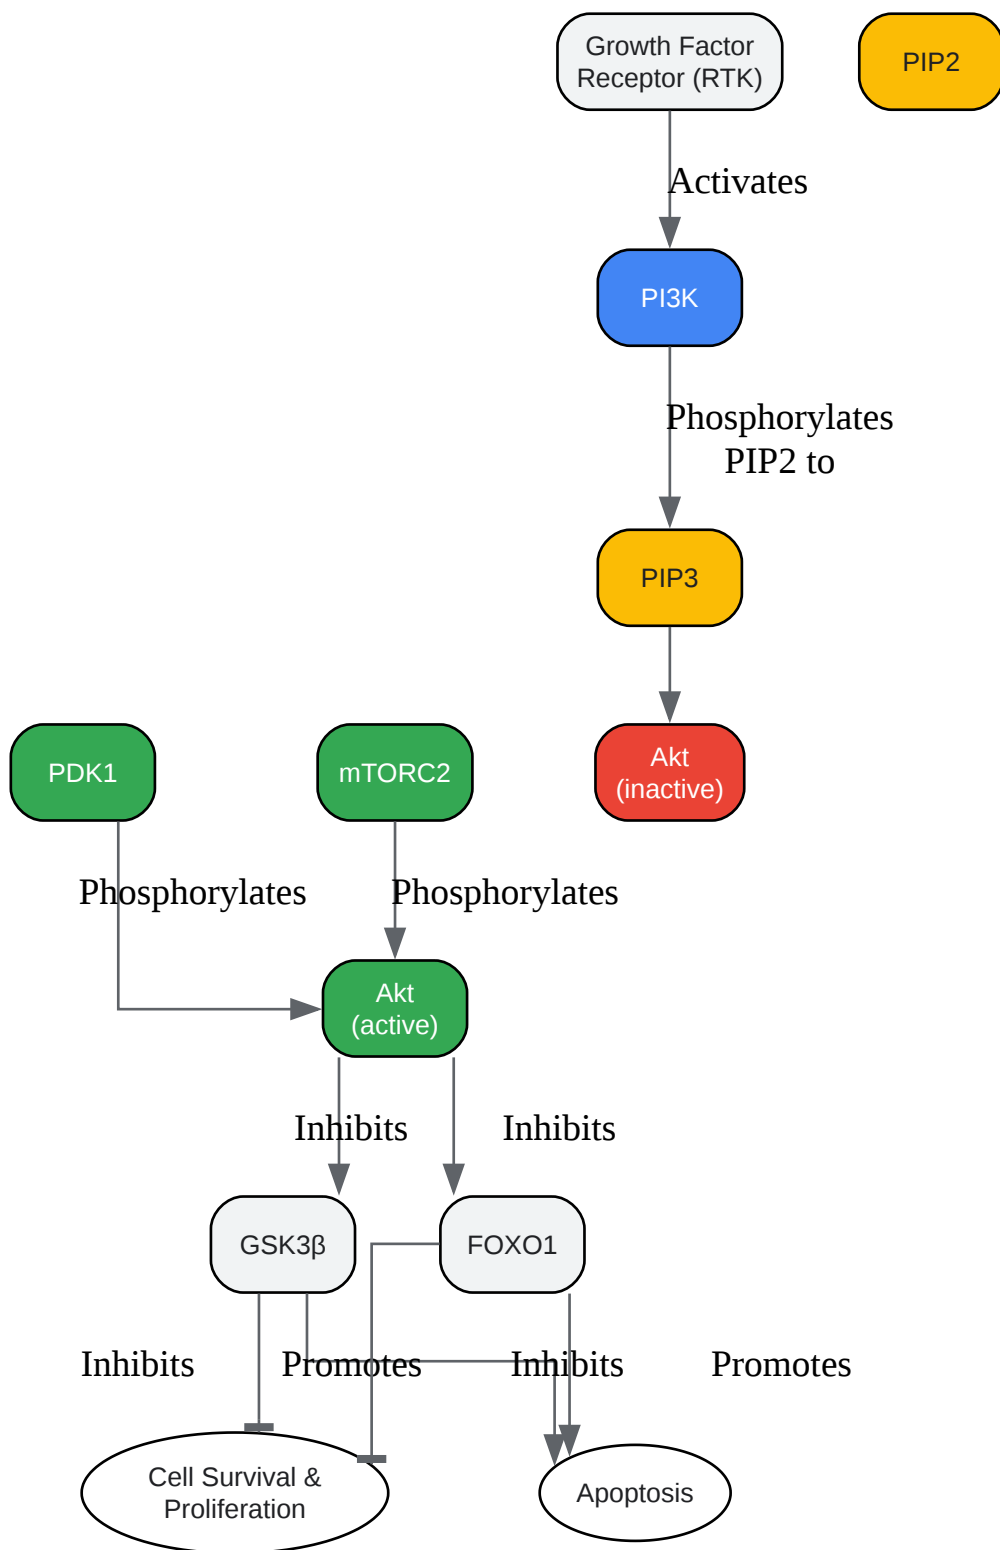 Growth Factor
Receptor (RTK)
PIP2
Activates
PI3K
Phosphorylates
PIP2 to
PIP3
PDK1
mTORC2
Akt
(inactive)
Phosphorylates
Phosphorylates
Akt
(active)
Inhibits
Inhibits
GSK3β
FOXO1
Inhibits
Promotes
Inhibits
Promotes
Cell Survival &
Proliferation
Apoptosis